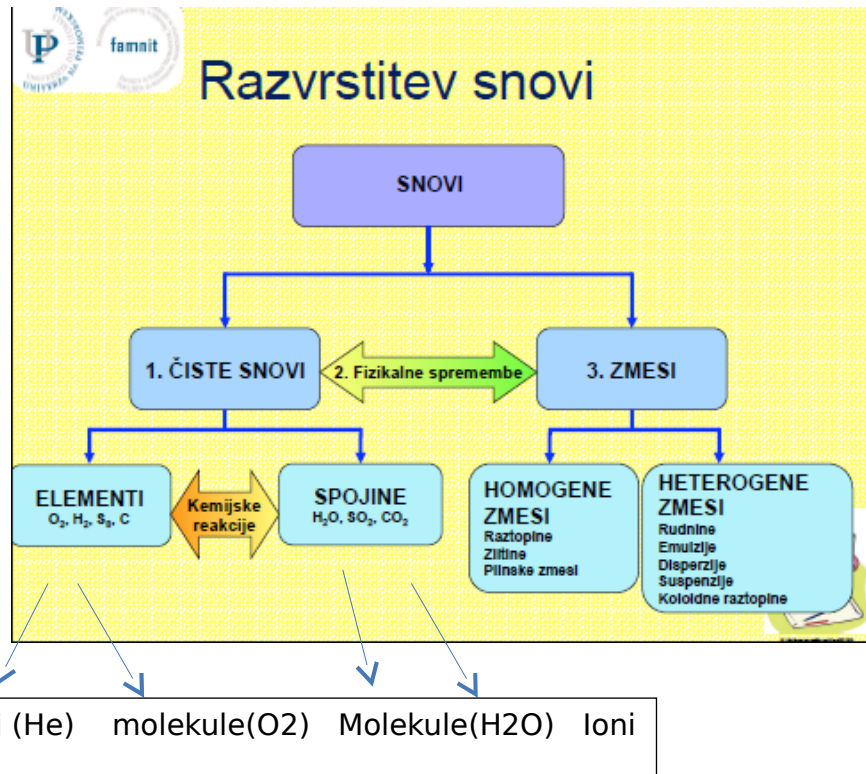 UP
famnit
Razvrstitev snovi
SNOVI
1. ČISTE SNOVI
2. Fizikalne spremembe
3. ZMESI
ELEMENTI
O₂, H₂, S₈, C
Kemijske
reakcije
SPOJINE
H₂O, SO₂, CO₂
HOMOGENE
ZMESI
Raztopine
Zlitine
Plinske zmesi
HETEROGENE
ZMESI
Rudnine
Emulzije
Disperzije
Suspenzije
Koloidne raztopine
(He) molekule(O2) Molekule(H2O) Ioni